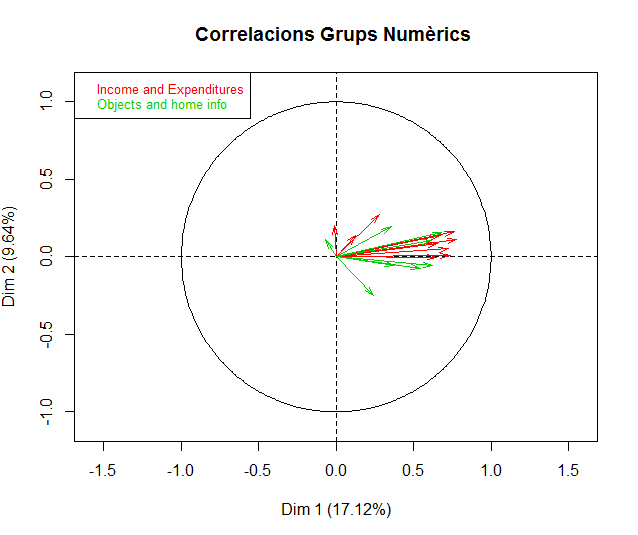 Correlacions Grups Numèrics
Income and Expenditures
Objects and home info
1.0
0.5
0.0
-0.5
-1.0
Dim 2 (9.64%)
-1.5 -1.0 -0.5 0.0 0.5 1.0 1.5
Dim 1 (17.12%)